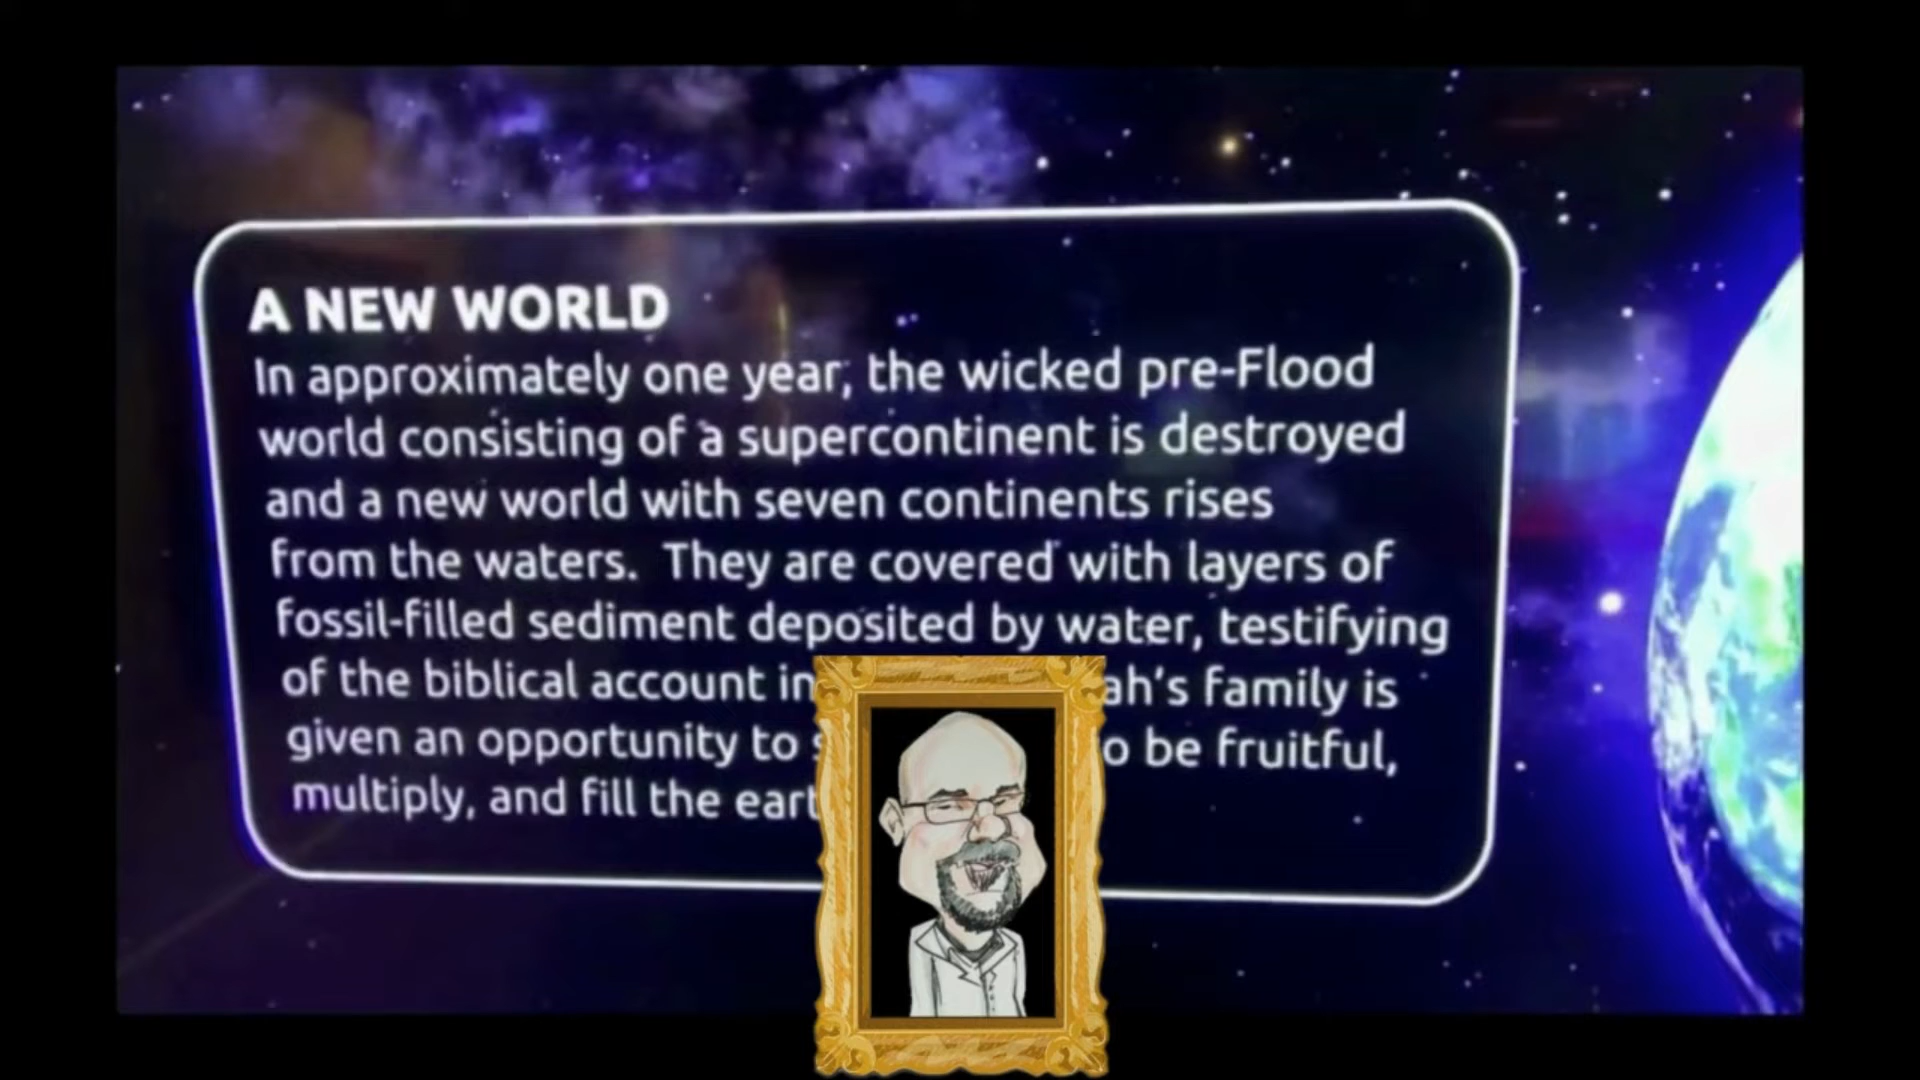 A NEW WORLD
In approximately one year, the wicked pre-Flood
world consisting of a supercontinent is destroyed
and a new world with seven continents rises
from the waters. They are covered with layers of
fossil-filled sediment deposited by water, testifying
of the biblical account in ah's family is
given an opportunity to o be fruitful,
multiply, and fill the eart